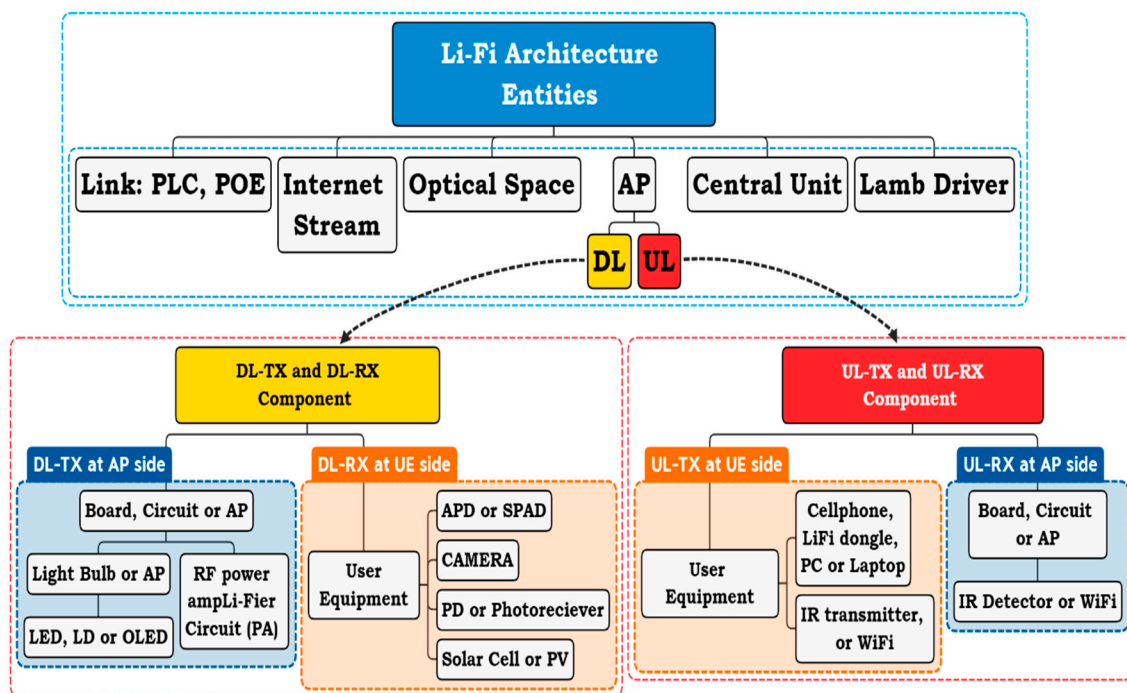 Li-Fi Architecture
Entities
Link: PLC, POE
Internet
Stream
Optical Space
AP
Central Unit
Lamb Driver
DL
UL
DL-TX and DL-RX
Component
UL-TX and UL-RX
Component
DL-TX at AP side
Board, Circuit or AP
Light Bulb or AP
LED, LD or OLED
RF power
ampLi-Fier
Circuit (PA)
DL-RX at UE side
User
Equipment
APD or SPAD
CAMERA
PD or Photoreciever
Solar Cell or PV
UL-TX at UE side
User
Equipment
Cellphone,
LiFi dongle,
PC or Laptop
IR transmitter,
or WiFi
UL-RX at AP side
Board, Circuit
or AP
IR Detector or WiFi